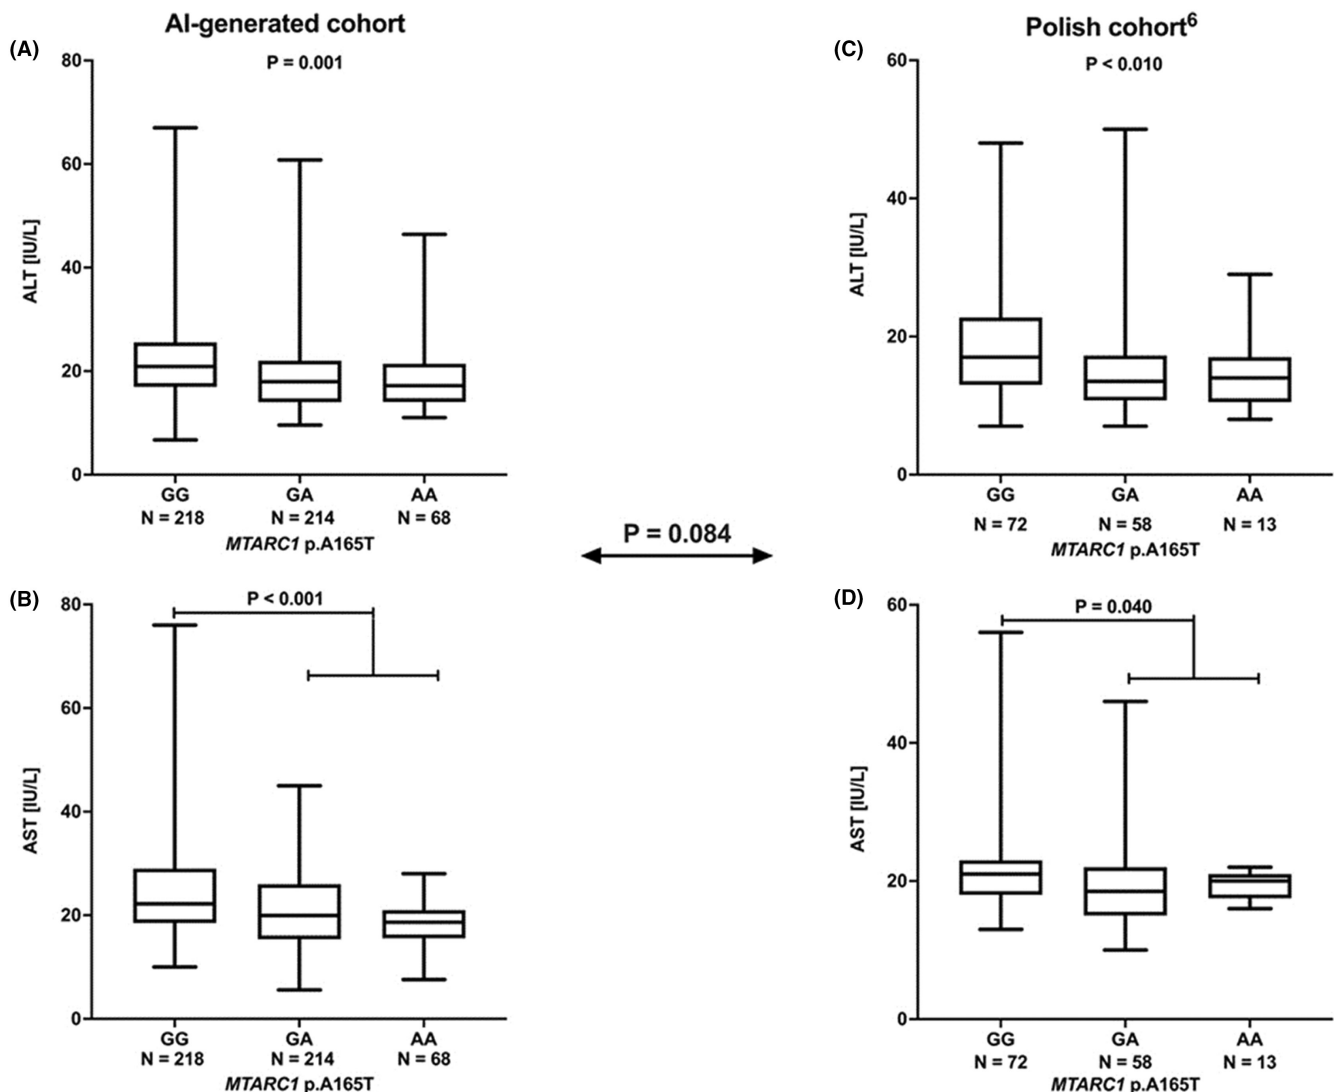 AI-generated cohort
(A)
P = 0.001
80
60
40
20
0
ALT [IU/L]
GG GA AA
N = 218 N = 214 N = 68
MTARC1 p.A165T
(B)
P < 0.001
80
60
40
20
0
AST [IU/L]
GG GA AA
N = 218 N = 214 N = 68
MTARC1 p.A165T
P = 0.084
Polish cohort⁶
(C)
P < 0.010
60
40
20
0
ALT [IU/L]
GG GA AA
N = 72 N = 58 N = 13
MTARC1 p.A165T
(D)
P = 0.040
60
40
20
0
AST [IU/L]
GG GA AA
N = 72 N = 58 N = 13
MTARC1 p.A165T